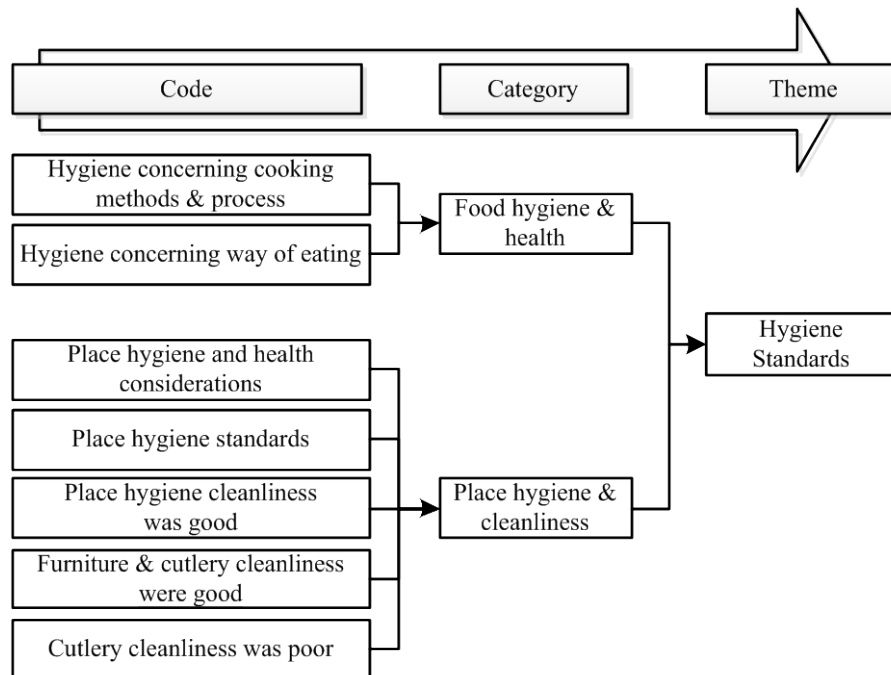 Code
Category
Theme
Hygiene concerning cooking
methods & process
Hygiene concerning way of eating
Food hygiene &
health
Place hygiene and health
considerations
Place hygiene standards
Place hygiene cleanliness
was good
Furniture & cutlery cleanliness
were good
Cutlery cleanliness was poor
Place hygiene &
cleanliness
Hygiene
Standards